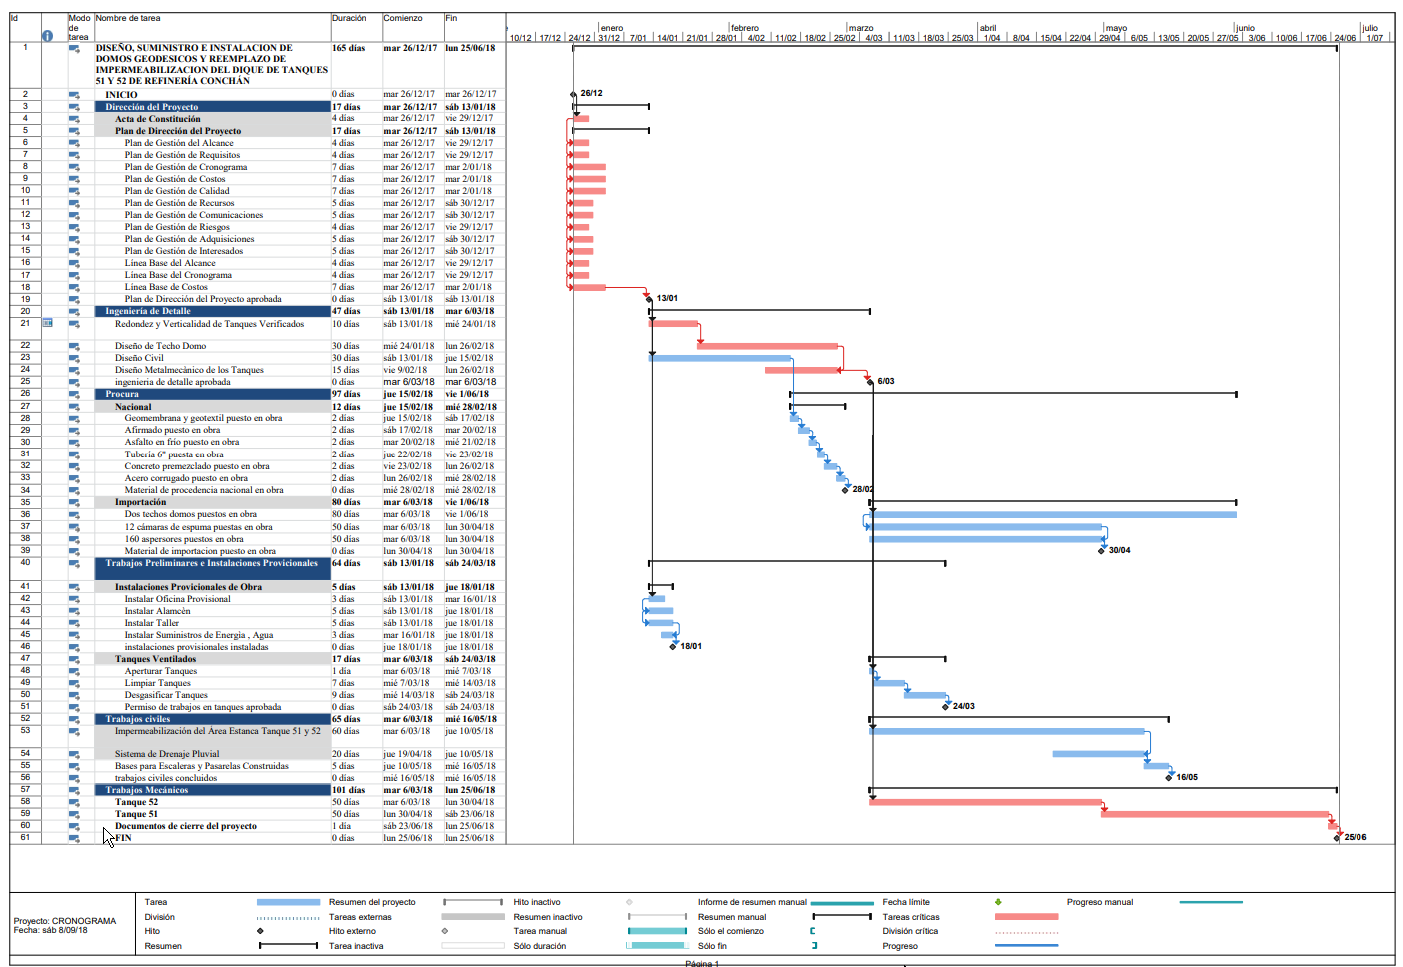 Id Modo de tarea Nombre de tarea Duración Comienzo Fin
enero febrero marzo abril mayo junio julio
10/12 17/12 24/12 31/12 7/01 14/01 21/01 28/01 4/02 11/02 18/02 25/02 4/03 11/03 18/03 25/03 1/04 8/04 15/04 22/04 29/04 6/05 13/05 20/05 27/05 3/06 10/06 17/06 24/06 1/07
1 DISEÑO, SUMINISTRO E INSTALACION DE 165 días mar 26/12/17 lun 25/06/18
DOMOS GEODESICOS Y REEMPLAZO DE
IMPERMEABILIZACION DEL DIQUE DE TANQUES
51 Y 52 DE REFINERÍA CONCHÁN
2 INICIO 0 días mar 26/12/17 mar 26/12/17 26/12
3 Dirección del Proyecto 17 días mar 26/12/17 sáb 13/01/18
4 Acta de Constitución 4 días mar 26/12/17 vie 29/12/17
5 Plan de Dirección del Proyecto 17 días mar 26/12/17 sáb 13/01/18
6 Plan de Gestión del Alcance 4 días mar 26/12/17 vie 29/12/17
7 Plan de Gestión de Requisitos 4 días mar 26/12/17 vie 29/12/17
8 Plan de Gestión de Cronograma 7 días mar 26/12/17 mar 2/01/18
9 Plan de Gestión de Costos 7 días mar 26/12/17 mar 2/01/18
10 Plan de Gestión de Calidad 7 días mar 26/12/17 mar 2/01/18
11 Plan de Gestión de Recursos 5 días mar 26/12/17 sáb 30/12/17
12 Plan de Gestión de Comunicaciones 5 días mar 26/12/17 sáb 30/12/17
13 Plan de Gestión de Riesgos 4 días mar 26/12/17 vie 29/12/17
14 Plan de Gestión de Adquisiciones 5 días mar 26/12/17 sáb 30/12/17
15 Plan de Gestión de Interesados 5 días mar 26/12/17 sáb 30/12/17
16 Línea Base del Alcance 4 días mar 26/12/17 vie 29/12/17
17 Línea Base del Cronograma 4 días mar 26/12/17 vie 29/12/17
18 Línea Base de Costos 7 días mar 26/12/17 mar 2/01/18
19 Plan de Dirección del Proyecto aprobada 0 días sáb 13/01/18 sáb 13/01/18 13/01
20 Ingeniería de Detalle 47 días sáb 13/01/18 mar 6/03/18
21 Redondez y Verticalidad de Tanques Verificados 10 días sáb 13/01/18 mié 24/01/18
22 Diseño de Techo Domo 30 días mié 24/01/18 lun 26/02/18
23 Diseño Civil 30 días sáb 13/01/18 jue 15/02/18
24 Diseño Metalmecánico de los Tanques 15 días vie 9/02/18 lun 26/02/18
25 ingenieria de detalle aprobada 0 días mar 6/03/18 mar 6/03/18 6/03
26 Procura 97 días jue 15/02/18 vie 1/06/18
27 Nacional 12 días jue 15/02/18 mié 28/02/18
28 Geomembrana y geotextil puesto en obra 2 días jue 15/02/18 sáb 17/02/18
29 Afirmado puesto en obra 2 días sáb 17/02/18 mar 20/02/18
30 Asfalto en frío puesto en obra 2 días mar 20/02/18 mié 21/02/18
31 Tubería 6" puesta en obra 2 días jue 22/02/18 vie 23/02/18
32 Concreto premezclado puesto en obra 2 días vie 23/02/18 lun 26/02/18
33 Acero corrugado puesto en obra 2 días lun 26/02/18 mié 28/02/18
34 Material de procedencia nacional en obra 0 días mié 28/02/18 mié 28/02/18 28/02
35 Importación 80 días mar 6/03/18 vie 1/06/18
36 Dos techos domos puestos en obra 80 días mar 6/03/18 vie 1/06/18
37 12 cámaras de espuma puestas en obra 50 días mar 6/03/18 lun 30/04/18
38 160 aspersores puestos en obra 50 días mar 6/03/18 lun 30/04/18
39 Material de importacion puesto en obra 0 días lun 30/04/18 lun 30/04/18 30/04
40 Trabajos Preliminares e Instalaciones Provicionales 64 días sáb 13/01/18 sáb 24/03/18
41 Instalaciones Provicionales de Obra 5 días sáb 13/01/18 jue 18/01/18
42 Instalar Oficina Provisional 3 días sáb 13/01/18 mar 16/01/18
43 Instalar Alamcèn 5 días sáb 13/01/18 jue 18/01/18
44 Instalar Taller 5 días sáb 13/01/18 jue 18/01/18
45 Instalar Suministros de Energìa , Agua 3 días mar 16/01/18 jue 18/01/18
46 instalaciones provisionales instaladas 0 días jue 18/01/18 jue 18/01/18 18/01
47 Tanques Ventilados 17 días mar 6/03/18 sáb 24/03/18
48 Aperturar Tanques 1 día mar 6/03/18 mié 7/03/18
49 Limpiar Tanques 7 días mié 7/03/18 mié 14/03/18
50 Desgasificar Tanques 9 días mié 14/03/18 sáb 24/03/18
51 Permiso de trabajos en tanques aprobada 0 días sáb 24/03/18 sáb 24/03/18 24/03
52 Trabajos civiles 65 días mar 6/03/18 mié 16/05/18
53 Impermeabilización del Área Estanca Tanque 51 y 52 60 días mar 6/03/18 jue 10/05/18
54 Sistema de Drenaje Pluvial 20 días jue 19/04/18 jue 10/05/18
55 Bases para Escaleras y Pasarelas Construidas 5 días jue 10/05/18 mié 16/05/18
56 trabajos civiles concluidos 0 días mié 16/05/18 mié 16/05/18 16/05
57 Trabajos Mecánicos 101 días mar 6/03/18 lun 25/06/18
58 Tanque 52 50 días mar 6/03/18 lun 30/04/18
59 Tanque 51 50 días lun 30/04/18 sáb 23/06/18
60 Documentos de cierre del proyecto 1 día sáb 23/06/18 lun 25/06/18
61 FIN 0 días lun 25/06/18 lun 25/06/18 25/06
Proyecto: CRONOGRAMA
Fecha: sáb 8/09/18
Tarea Resumen del proyecto Hito inactivo Informe de resumen manual Fecha límite Progreso manual
División Tareas externas Resumen inactivo Resumen manual Tareas críticas
Hito Hito externo Tarea manual Sólo el comienzo División crítica
Resumen Tarea inactiva Sólo duración Sólo fin Progreso
Página 1